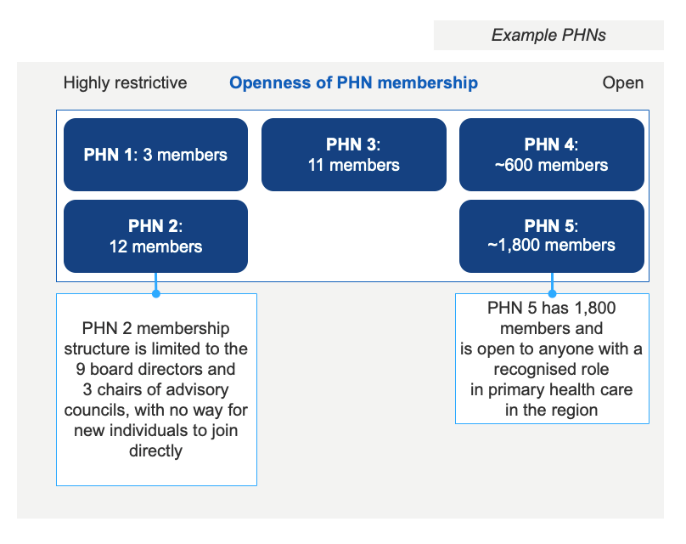 Example PHNs
Highly restrictive
Openness of PHN membership
Open
PHN 1: 3 members
PHN 3:
11 members
PHN 4:
~600 members
PHN 2:
12 members
PHN 5:
~1,800 members
PHN 2 membership
structure is limited to the
9 board directors and
3 chairs of advisory
councils, with no way for
new individuals to join
directly
PHN 5 has 1,800
members and
is open to anyone with a
recognised role
in primary health care
in the region